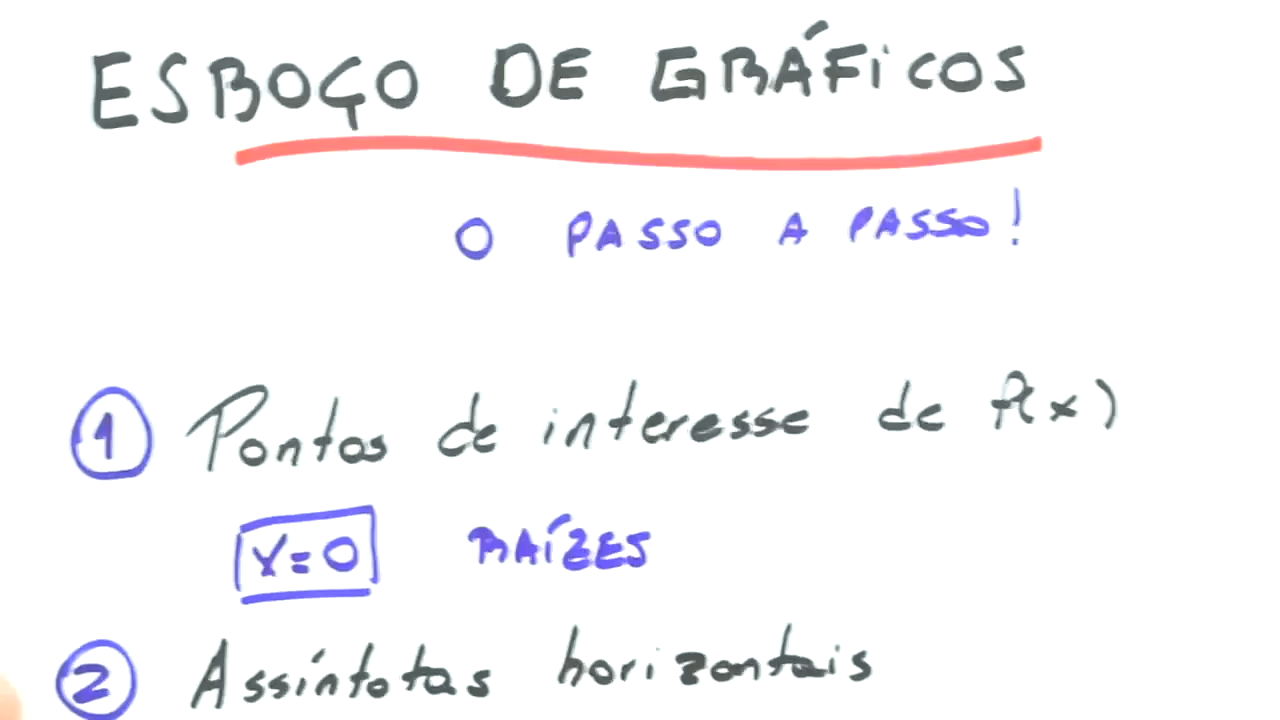 ESBOÇO DE GRÁFiCOS
O PASSO A PASSO!
1 Pontos de interesse de f(x)
x=0 RAÍZES
2 Assíntotas horizontais